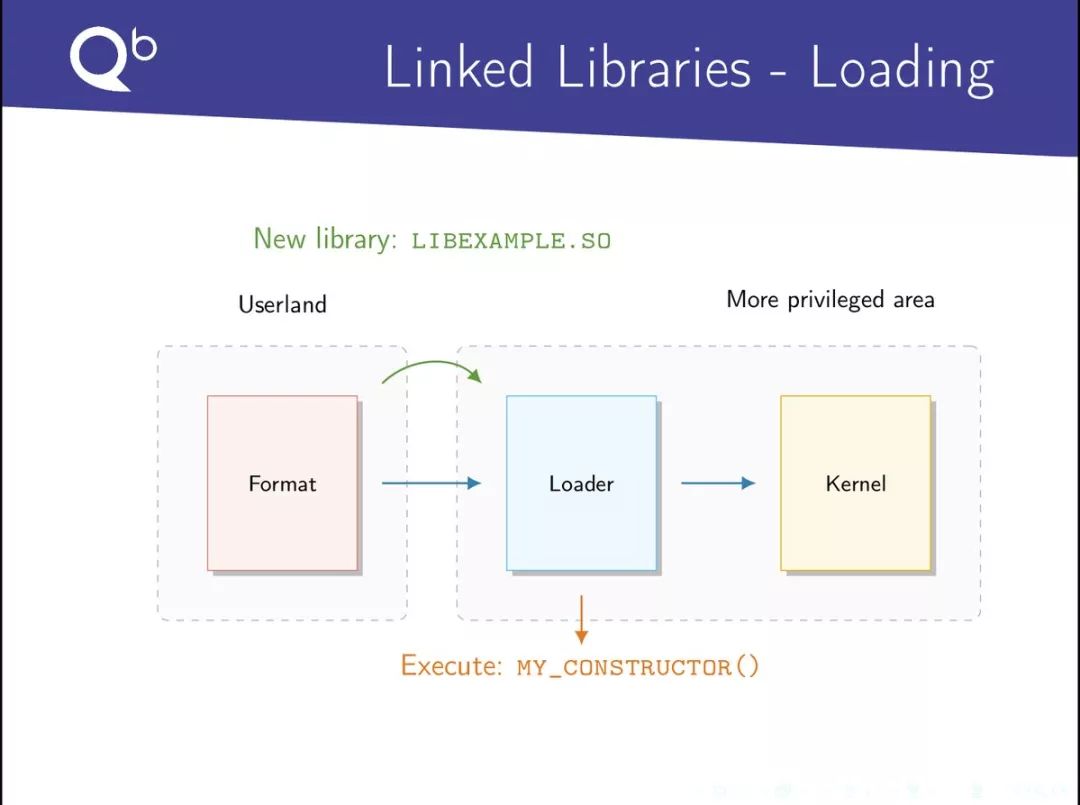 Qb
Linked Libraries - Loading
New library: LIBEXAMPLE.SO
Userland
More privileged area
Format
Loader
Kernel
Execute: MY_CONSTRUCTOR()